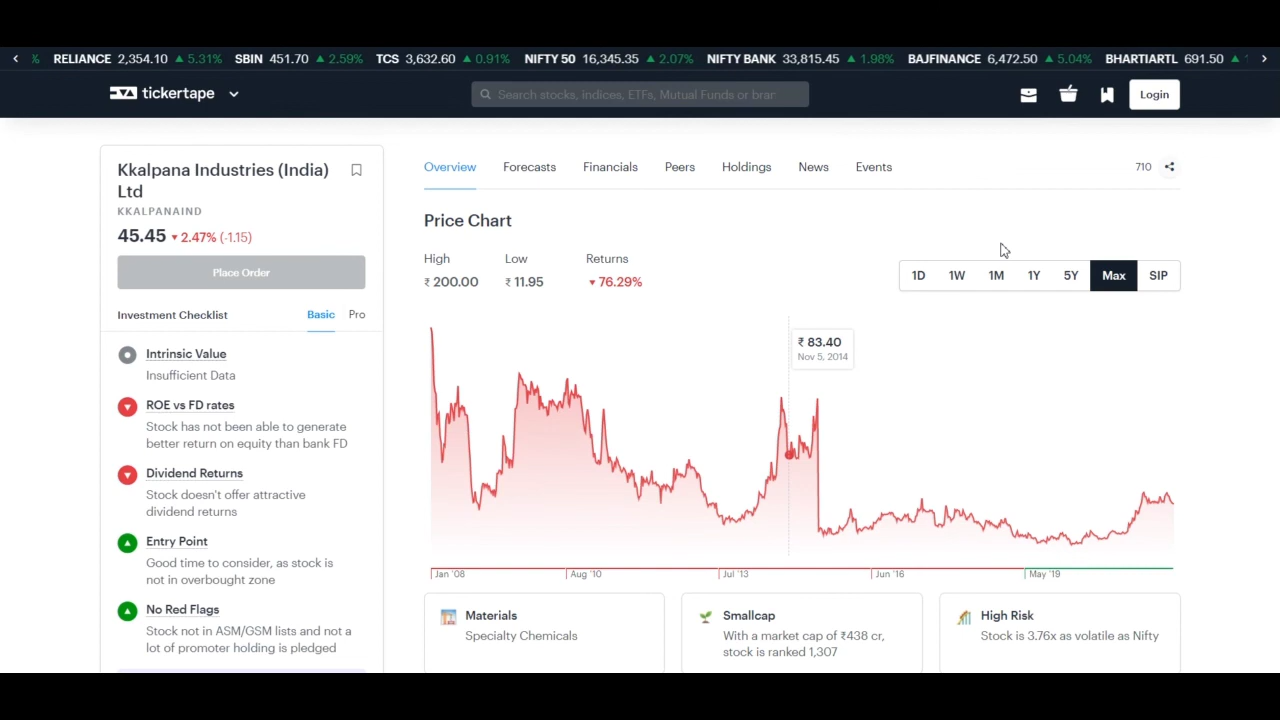 % RELIANCE 2,354.10 ▲ 5.31% SBIN 451.70 ▲ 2.59% TCS 3,632.60 ▲ 0.91% NIFTY 50 16,345.35 ▲ 2.07% NIFTY BANK 33,815.45 ▲ 1.98% BAJFINANCE 6,472.50 ▲ 5.04% BHARTIARTL 691.50 ▲
tickertape
Search stocks, indices, ETFs, Mutual Funds or brar
Login
Kkalpana Industries (India)
Ltd
KKALPANAIND
45.45 ▼ 2.47% (-1.15)
Place Order
Investment Checklist Basic Pro
Intrinsic Value
Insufficient Data
ROE vs FD rates
Stock has not been able to generate
better return on equity than bank FD
Dividend Returns
Stock doesn't offer attractive
dividend returns
Entry Point
Good time to consider, as stock is
not in overbought zone
No Red Flags
Stock not in ASM/GSM lists and not a
lot of promoter holding is pledged
Overview Forecasts Financials Peers Holdings News Events 710
Price Chart
High Low Returns
₹ 200.00 ₹ 11.95 ▼ 76.29%
1D 1W 1M 1Y 5Y Max SIP
₹ 83.40
Nov 5, 2014
Jan '08 Aug '10 Jul '13 Jun '16 May '19
Materials
Specialty Chemicals
Smallcap
With a market cap of ₹438 cr,
stock is ranked 1,307
High Risk
Stock is 3.76x as volatile as Nifty